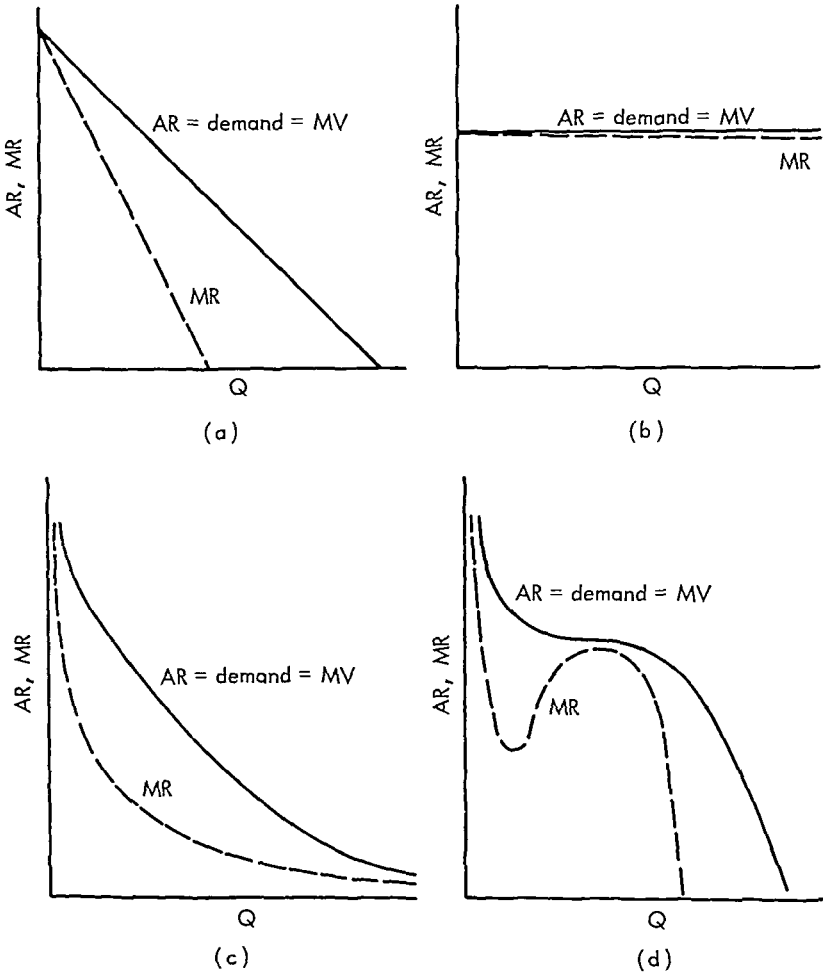 AR, MR
AR = demand = MV
MR
Q
(a)
AR, MR
AR = demand = MV
MR
Q
(b)
AR, MR
AR = demand = MV
MR
Q
(c)
AR, MR
AR = demand = MV
MR
Q
(d)